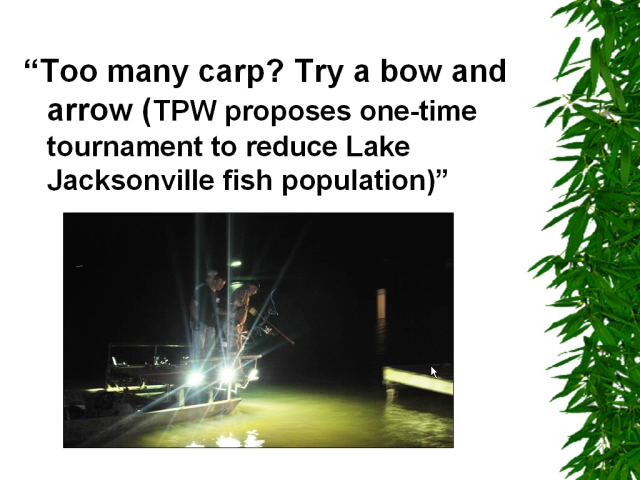 “Too many carp? Try a bow and
arrow (TPW proposes one-time
tournament to reduce Lake
Jacksonville fish population)”